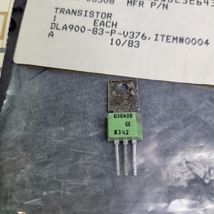 MFR P/N
TRANSISTOR
1 EACH
DLA900-83-P-V376, ITEM#0004
A 10/83
GE
8342